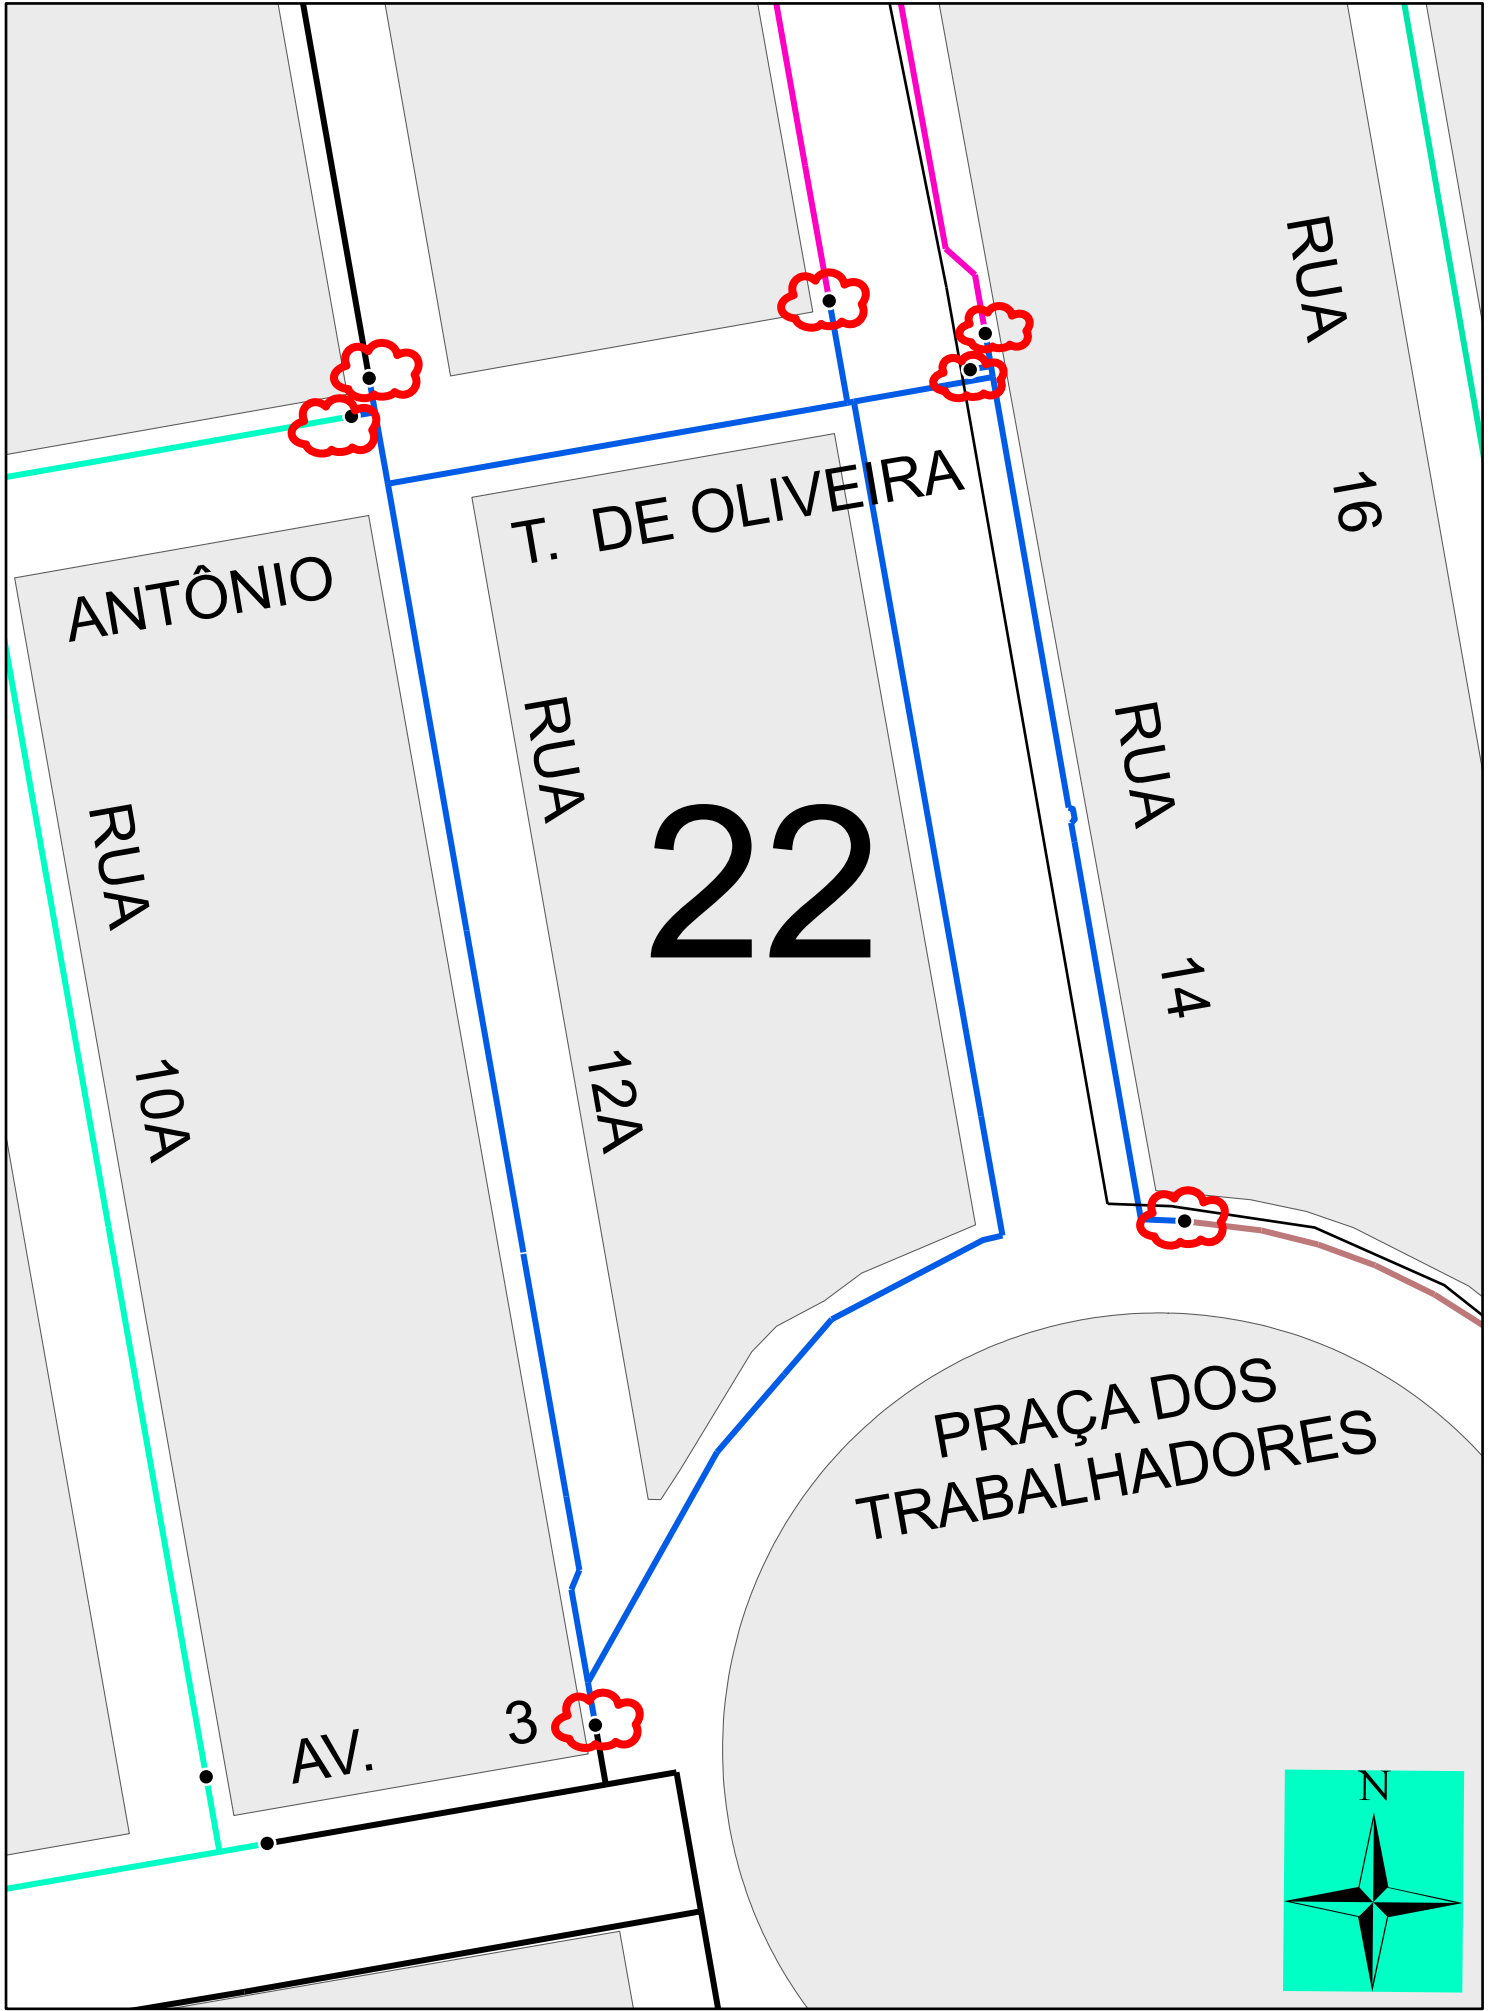 RUA
16
T. DE OLIVEIRA
ANTÔNIO
RUA
RUA
RUA
22
14
12A
10A
PRAÇA DOS
TRABALHADORES
AV. 3
N